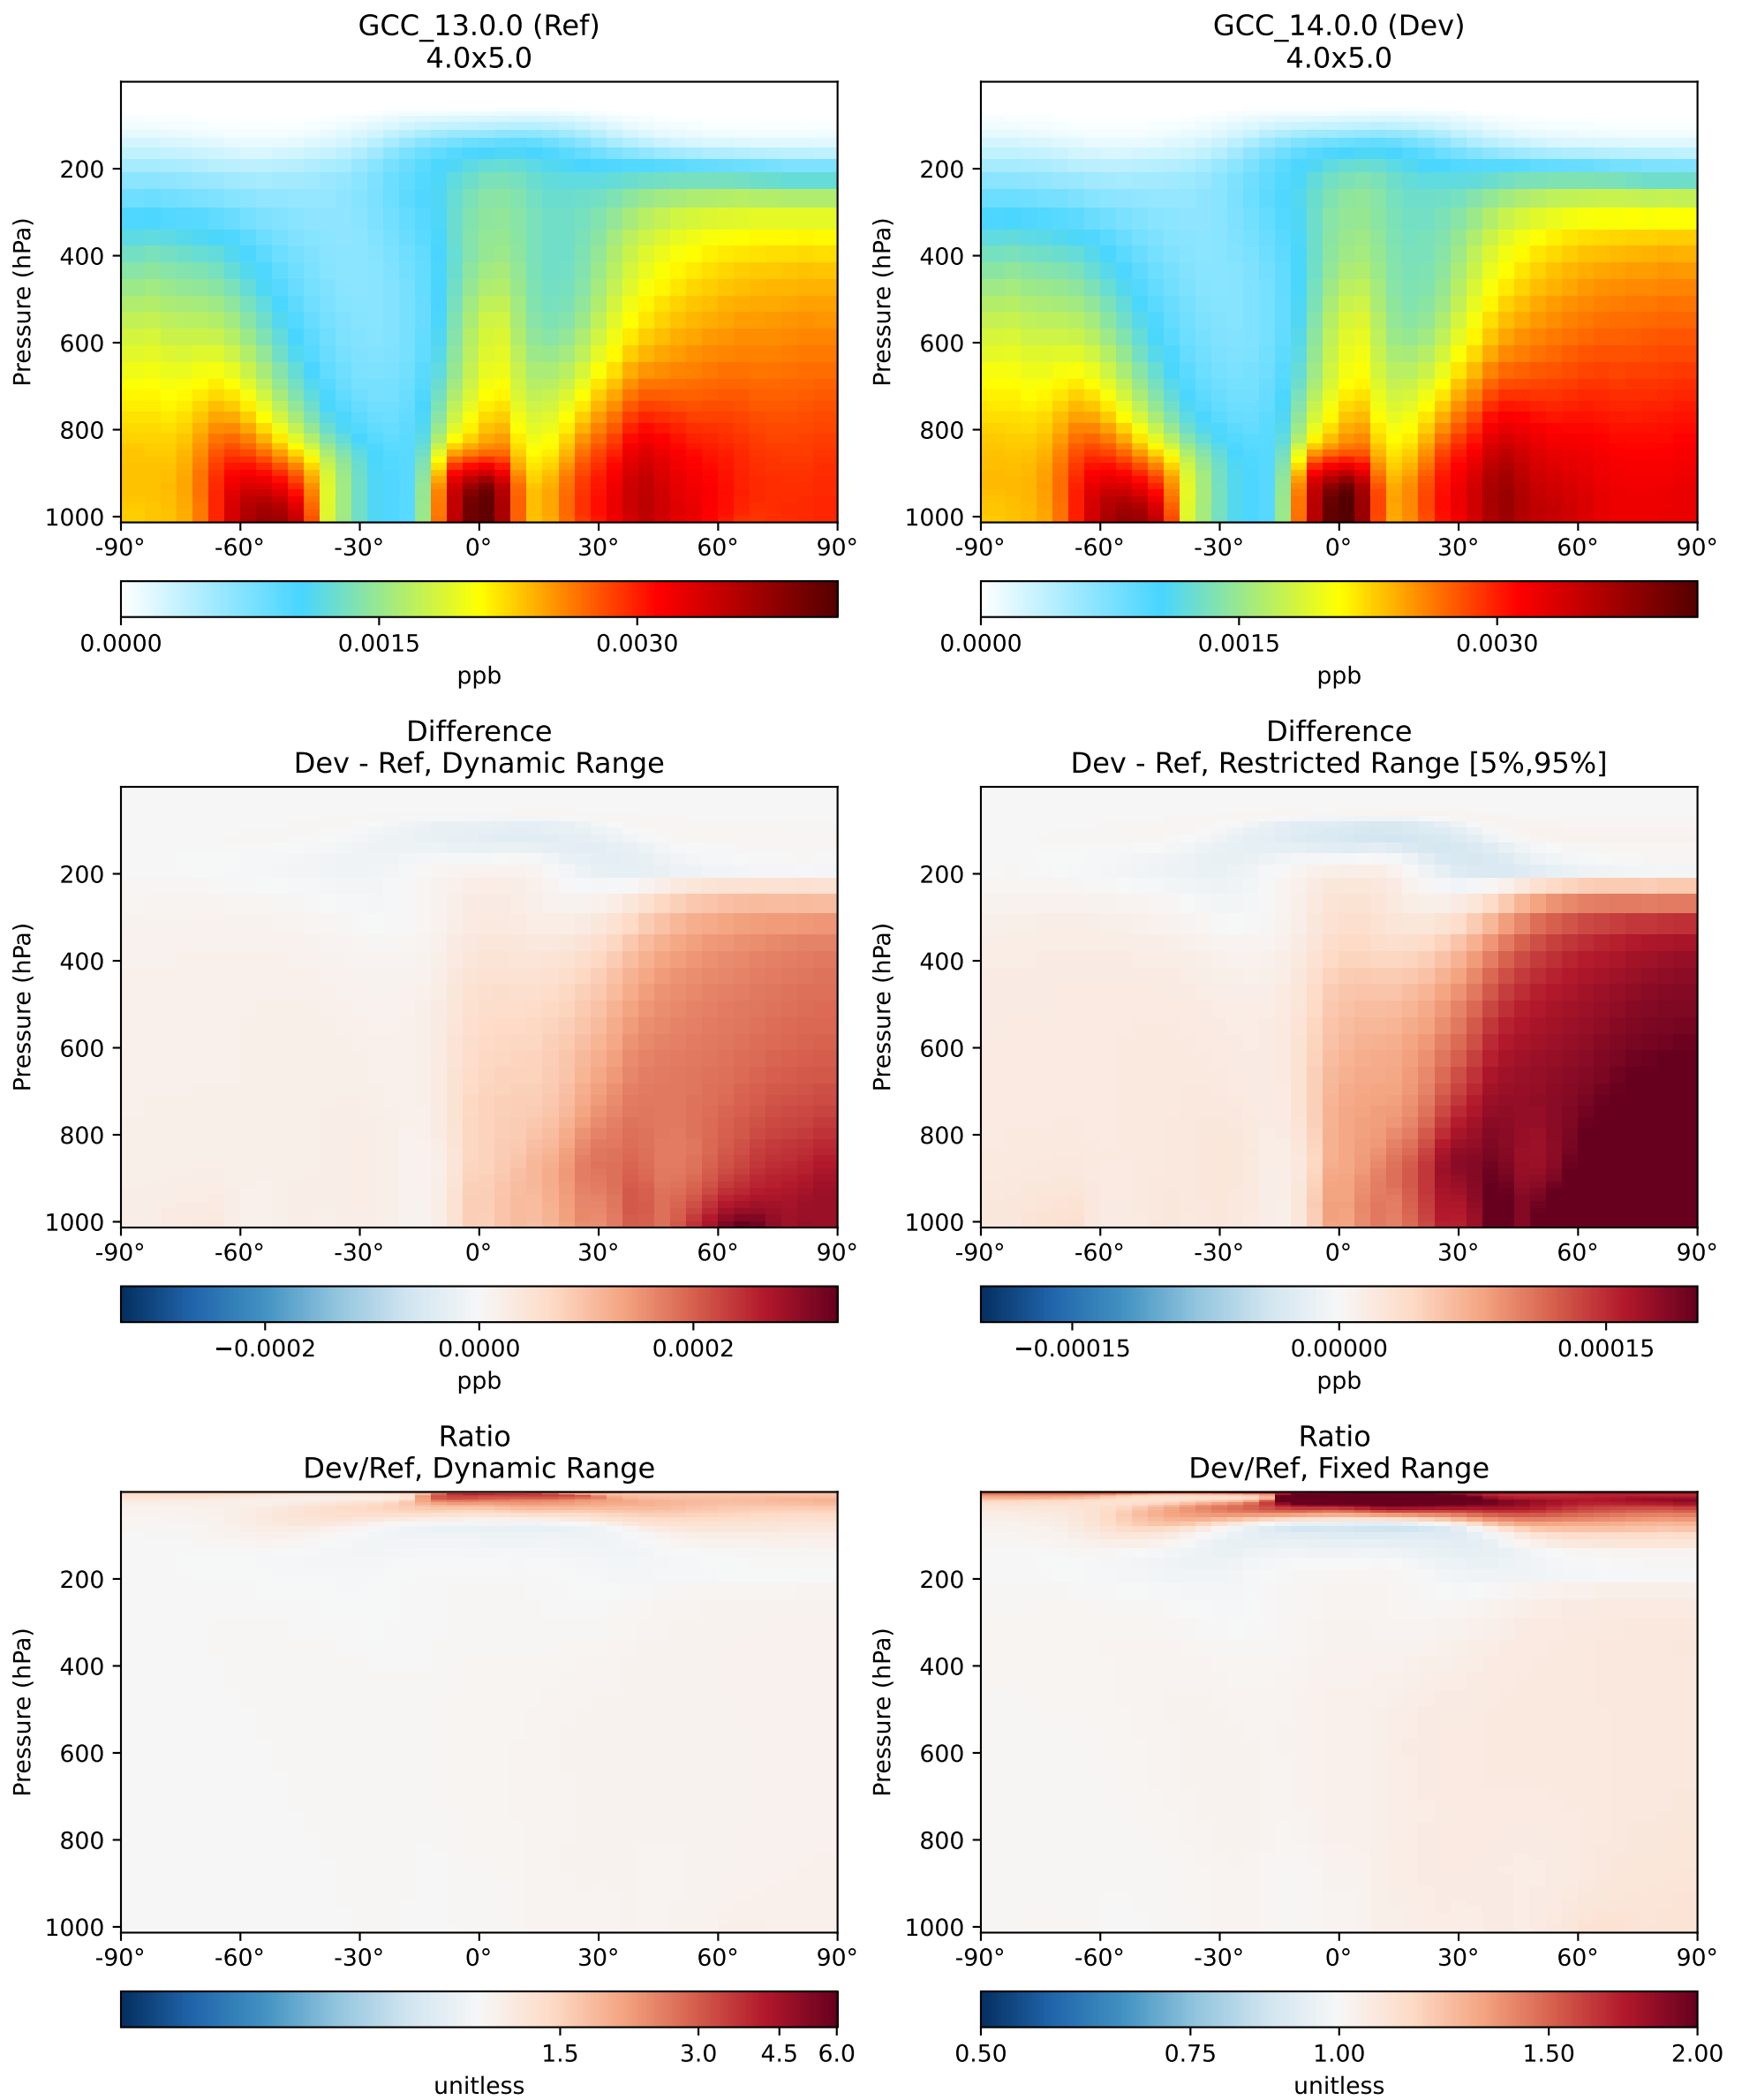 GCC_13.0.0 (Ref)
4.0x5.0
Pressure (hPa)
200
400
600
800
1000
-90° -60° -30° 0° 30° 60° 90°
0.0000 0.0015 0.0030
ppb
GCC_14.0.0 (Dev)
4.0x5.0
Pressure (hPa)
200
400
600
800
1000
-90° -60° -30° 0° 30° 60° 90°
0.0000 0.0015 0.0030
ppb
Difference
Dev - Ref, Dynamic Range
Pressure (hPa)
200
400
600
800
1000
-90° -60° -30° 0° 30° 60° 90°
−0.0002 0.0000 0.0002
ppb
Difference
Dev - Ref, Restricted Range [5%,95%]
Pressure (hPa)
200
400
600
800
1000
-90° -60° -30° 0° 30° 60° 90°
−0.00015 0.00000 0.00015
ppb
Ratio
Dev/Ref, Dynamic Range
Pressure (hPa)
200
400
600
800
1000
-90° -60° -30° 0° 30° 60° 90°
1.5 3.0 4.5 6.0
unitless
Ratio
Dev/Ref, Fixed Range
Pressure (hPa)
200
400
600
800
1000
-90° -60° -30° 0° 30° 60° 90°
0.50 0.75 1.00 1.50 2.00
unitless